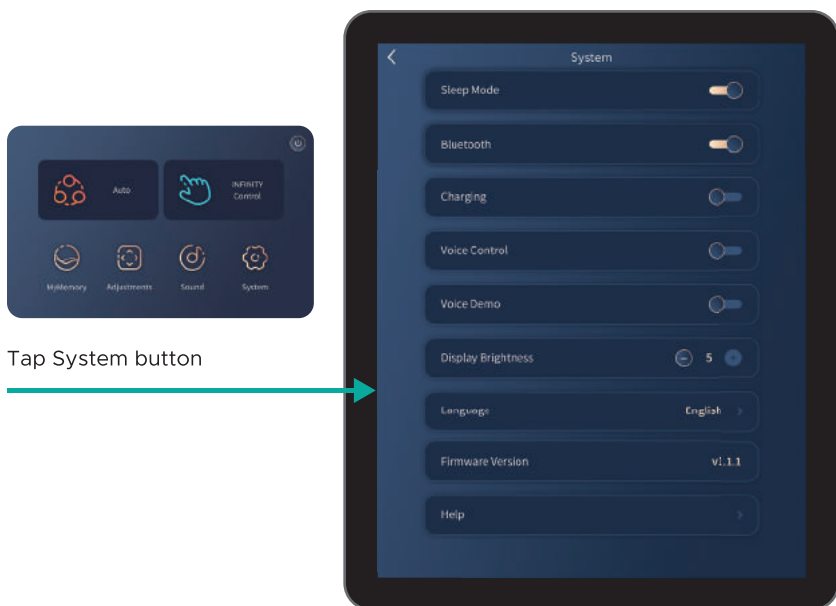 Auto
INFINITY
Control
MyMemory
Adjustments
Sound
System
Tap System button
System
Sleep Mode
Bluetooth
Charging
Voice Control
Voice Demo
Display Brightness
5
Language
English
Firmware Version
v1.1.1
Help